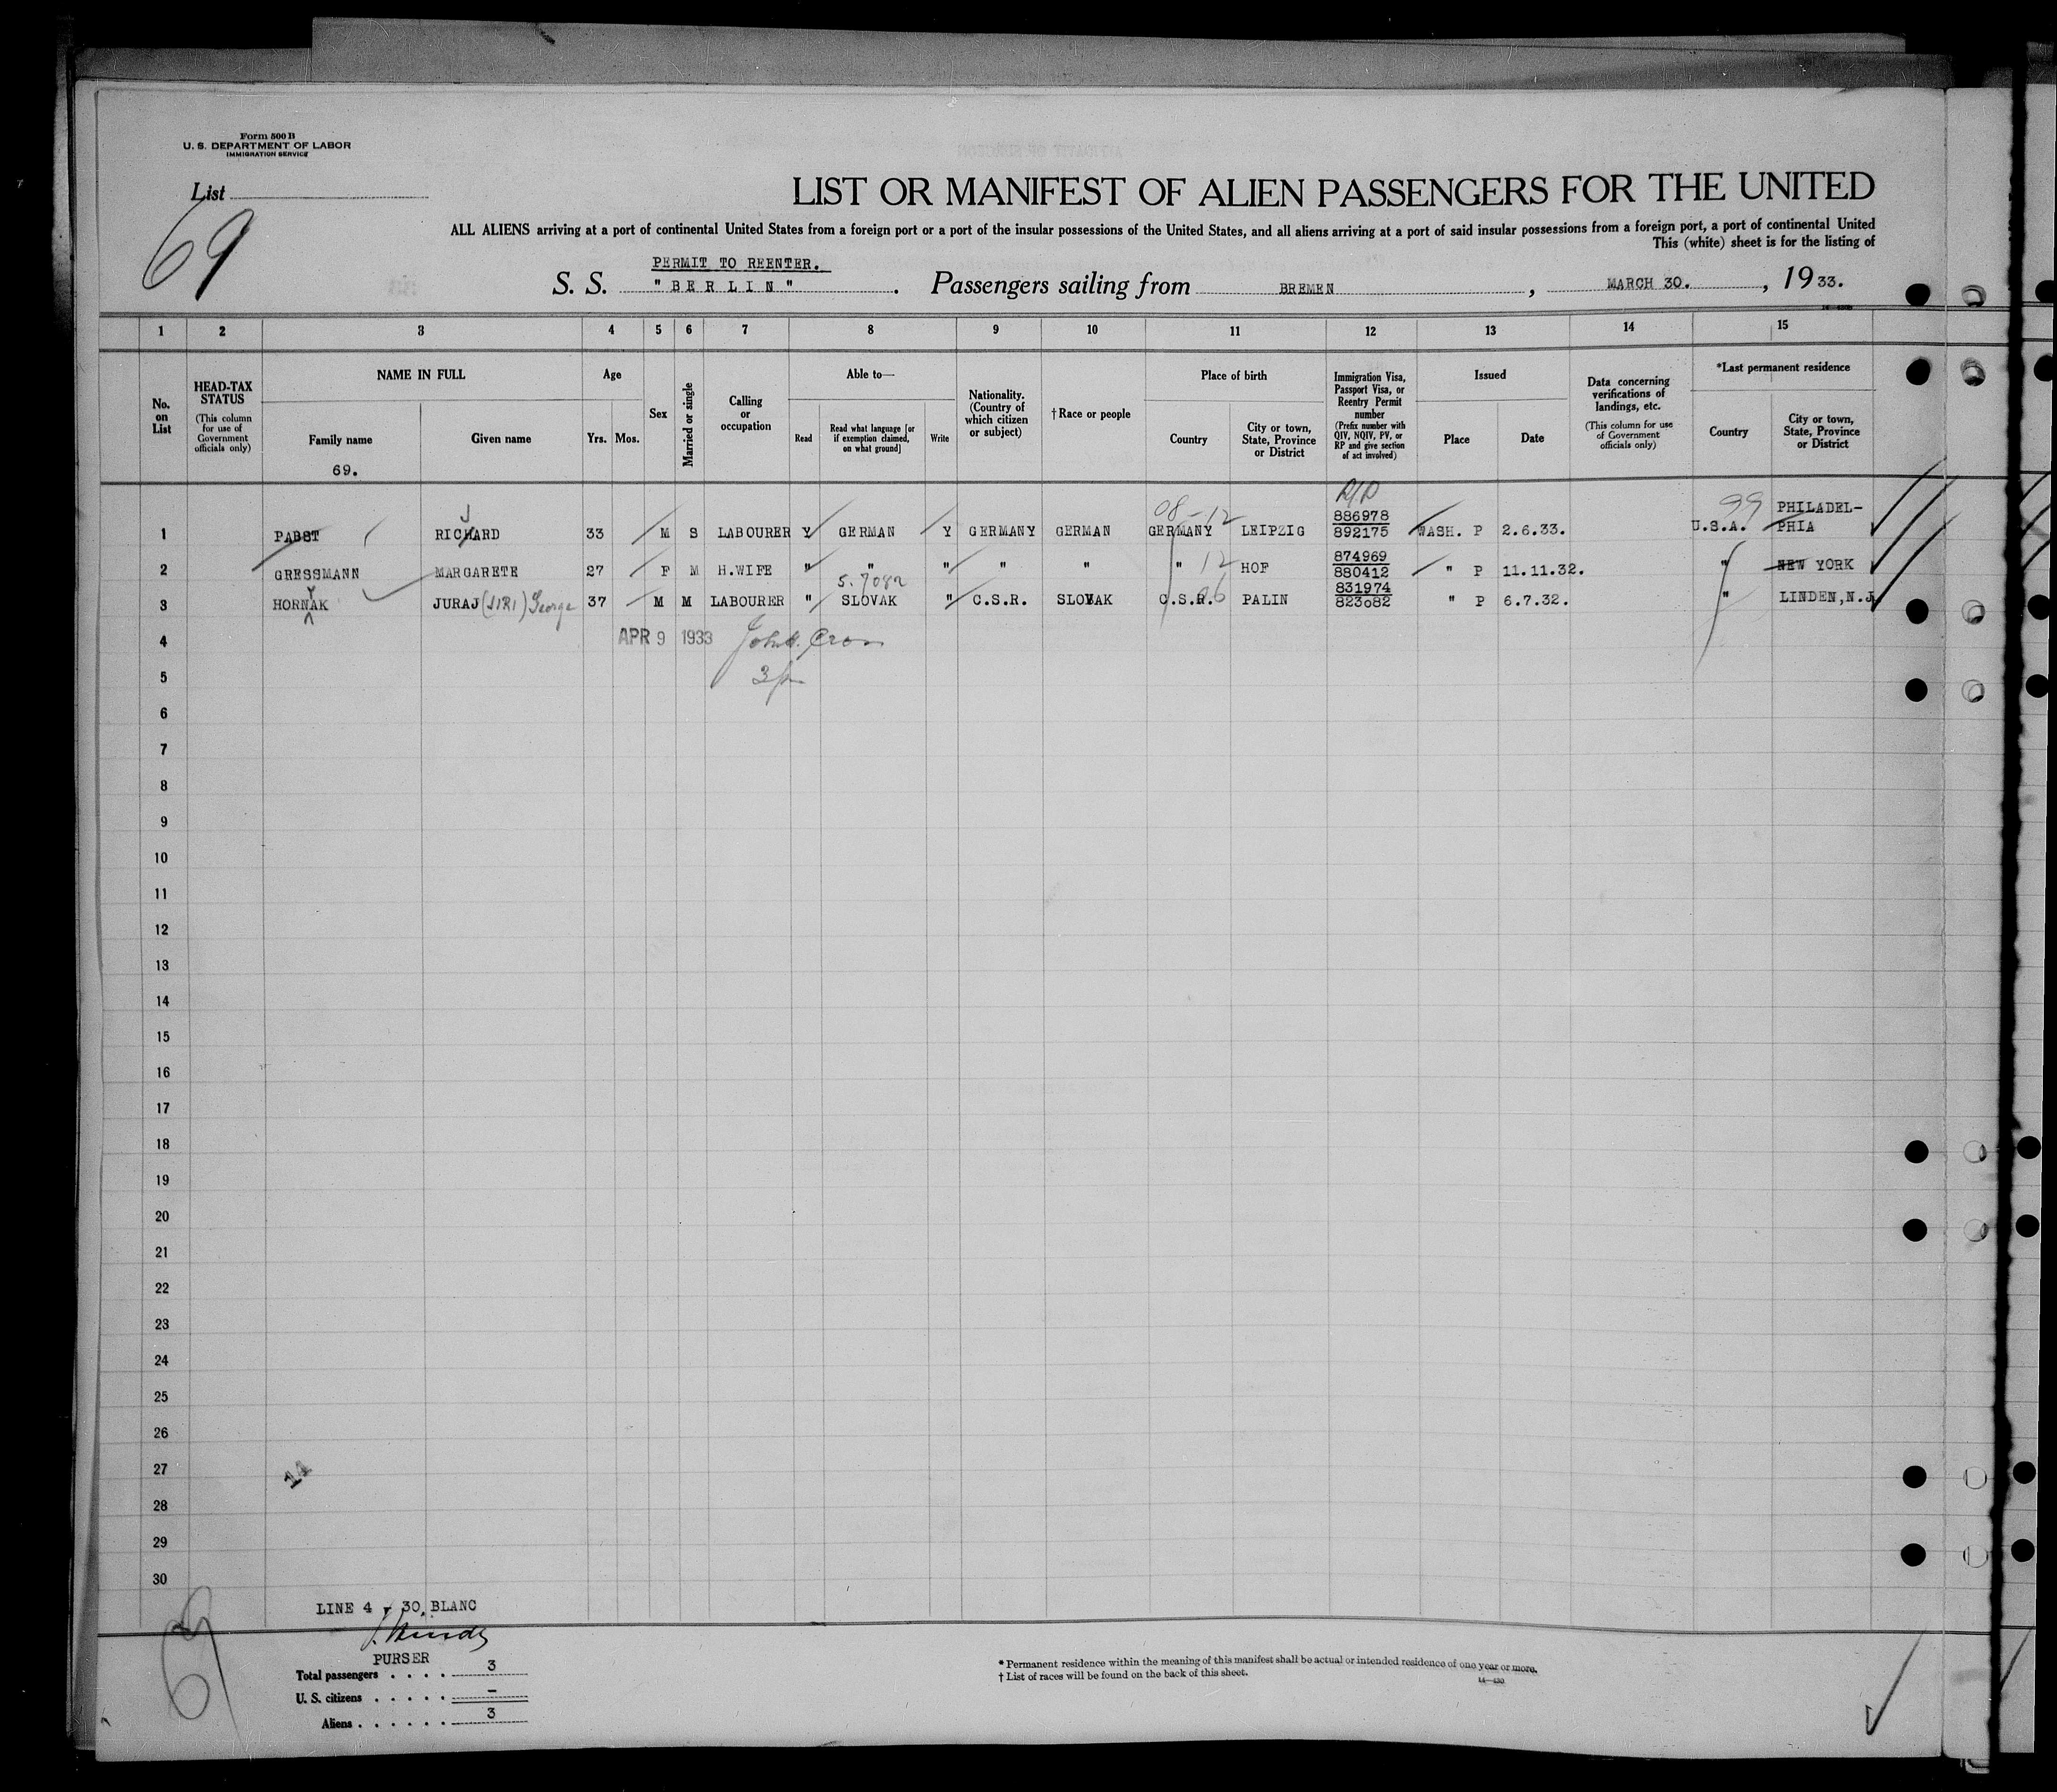 Form 500 B
U. S. DEPARTMENT OF LABOR
IMMIGRATION SERVICE
List
69
LIST OR MANIFEST OF ALIEN PASSENGERS FOR THE UNITED
ALL ALIENS arriving at a port of continental United States from a foreign port or a port of the insular possessions of the United States, and all aliens arriving at a port of said insular possessions from a foreign port, a port of continental United
This (white) sheet is for the listing of
PERMIT TO REENTER.
S. S. "BERLIN" . Passengers sailing from BREMEN , MARCH 30. , 19 33.
1 2 3 4 5 6 7 8 9 10 11 12 13 14 15
No. on List
HEAD-TAX STATUS (This column for use of Government officials only)
NAME IN FULL
Family name
Given name
69.
Age
Yrs. Mos.
Sex
Married or single
Calling or occupation
Able to—
Read
Read what language [or if exemption claimed, on what ground]
Write
Nationality. (Country of which citizen or subject)
†Race or people
Place of birth
Country
City or town, State, Province or District
Immigration Visa, Passport Visa, or Reentry Permit number (Prefix number with QIV, NQIV, PV, or RP and give section of act involved)
Issued
Place
Date
Data concerning verifications of landings, etc. (This column for use of Government officials only)
*Last permanent residence
Country
City or town, State, Province or District
08-12 R/P 99
1 PABST RICHARD J 33 M S LABOURER Y GERMAN Y GERMANY GERMAN GERMANY LEIPZIG 886978 892175 WASH. P 2.6.33. U.S.A. PHILADEL-PHIA
2 GRESSMANN MARGARETE 27 F M H.WIFE " " " " " " 12 HOF 874969 880412 " P 11.11.32. " NEW YORK
5.7082
3 HORNYAK JURAJ (JIRI) George 37 M M LABOURER " SLOVAK " C.S.R. SLOVAK C.S.R. 26 PALIN 831974 823082 " P 6.7.32. " LINDEN,N.J
4 APR 9 1933
5
6
7
8
9
10
11
12
13
14
15
16
17
18
19
20
21
22
23
24
25
26
27
28
29
30
14
LINE 4 - 30 BLANC
PURSER
Total passengers . . . . 3
U. S. citizens . . . . . –
Aliens . . . . . . 3
69
* Permanent residence within the meaning of this manifest shall be actual or intended residence of one year or more.
† List of races will be found on the back of this sheet.